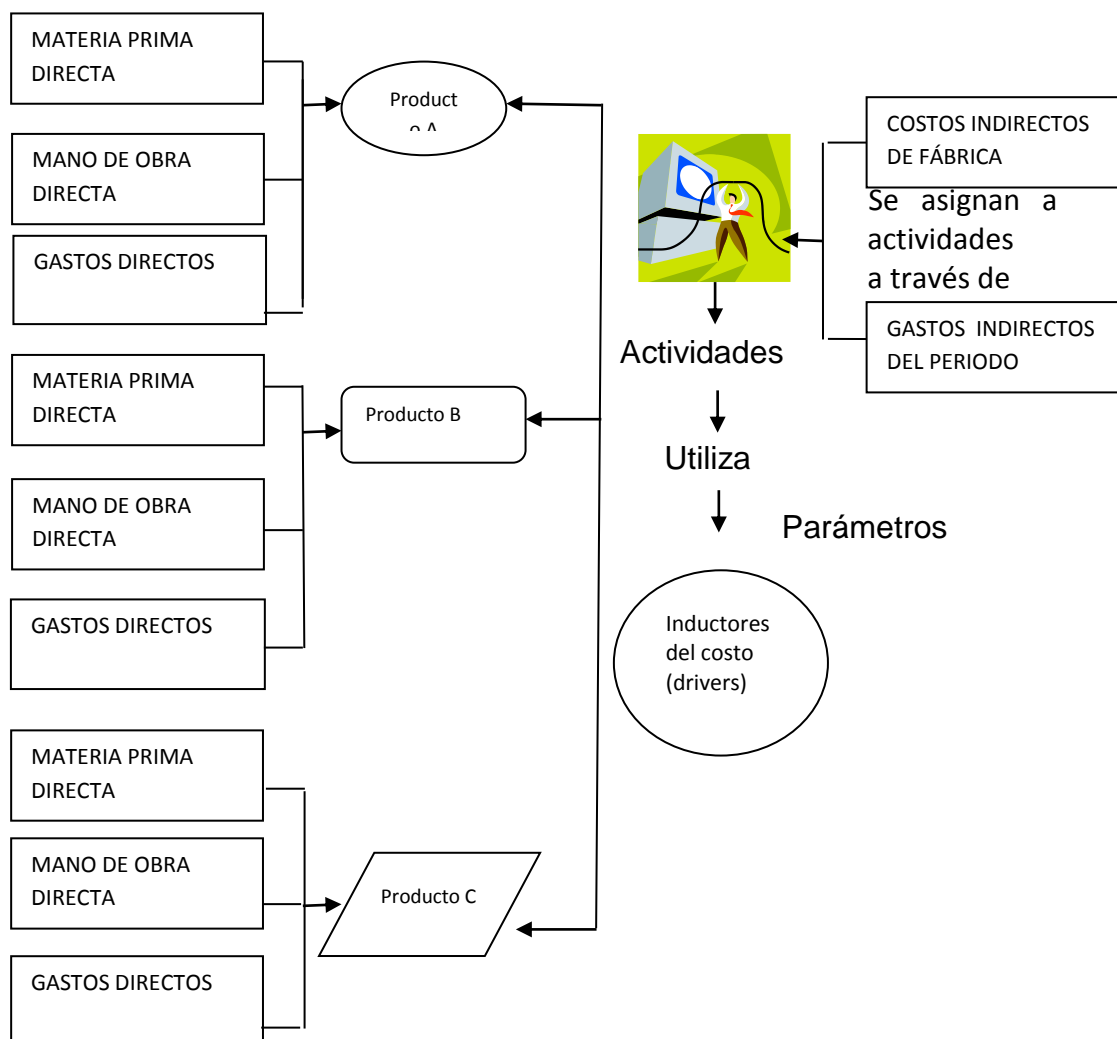 MATERIA PRIMA
DIRECTA
MANO DE OBRA
DIRECTA
GASTOS DIRECTOS
Product
o A
COSTOS INDIRECTOS
DE FÁBRICA
Se asignan a
actividades
a través de
GASTOS INDIRECTOS
DEL PERIODO
Actividades
Utiliza
Parámetros
Inductores
del costo
(drivers)
MATERIA PRIMA
DIRECTA
MANO DE OBRA
DIRECTA
GASTOS DIRECTOS
Producto B
MATERIA PRIMA
DIRECTA
MANO DE OBRA
DIRECTA
GASTOS DIRECTOS
Producto C